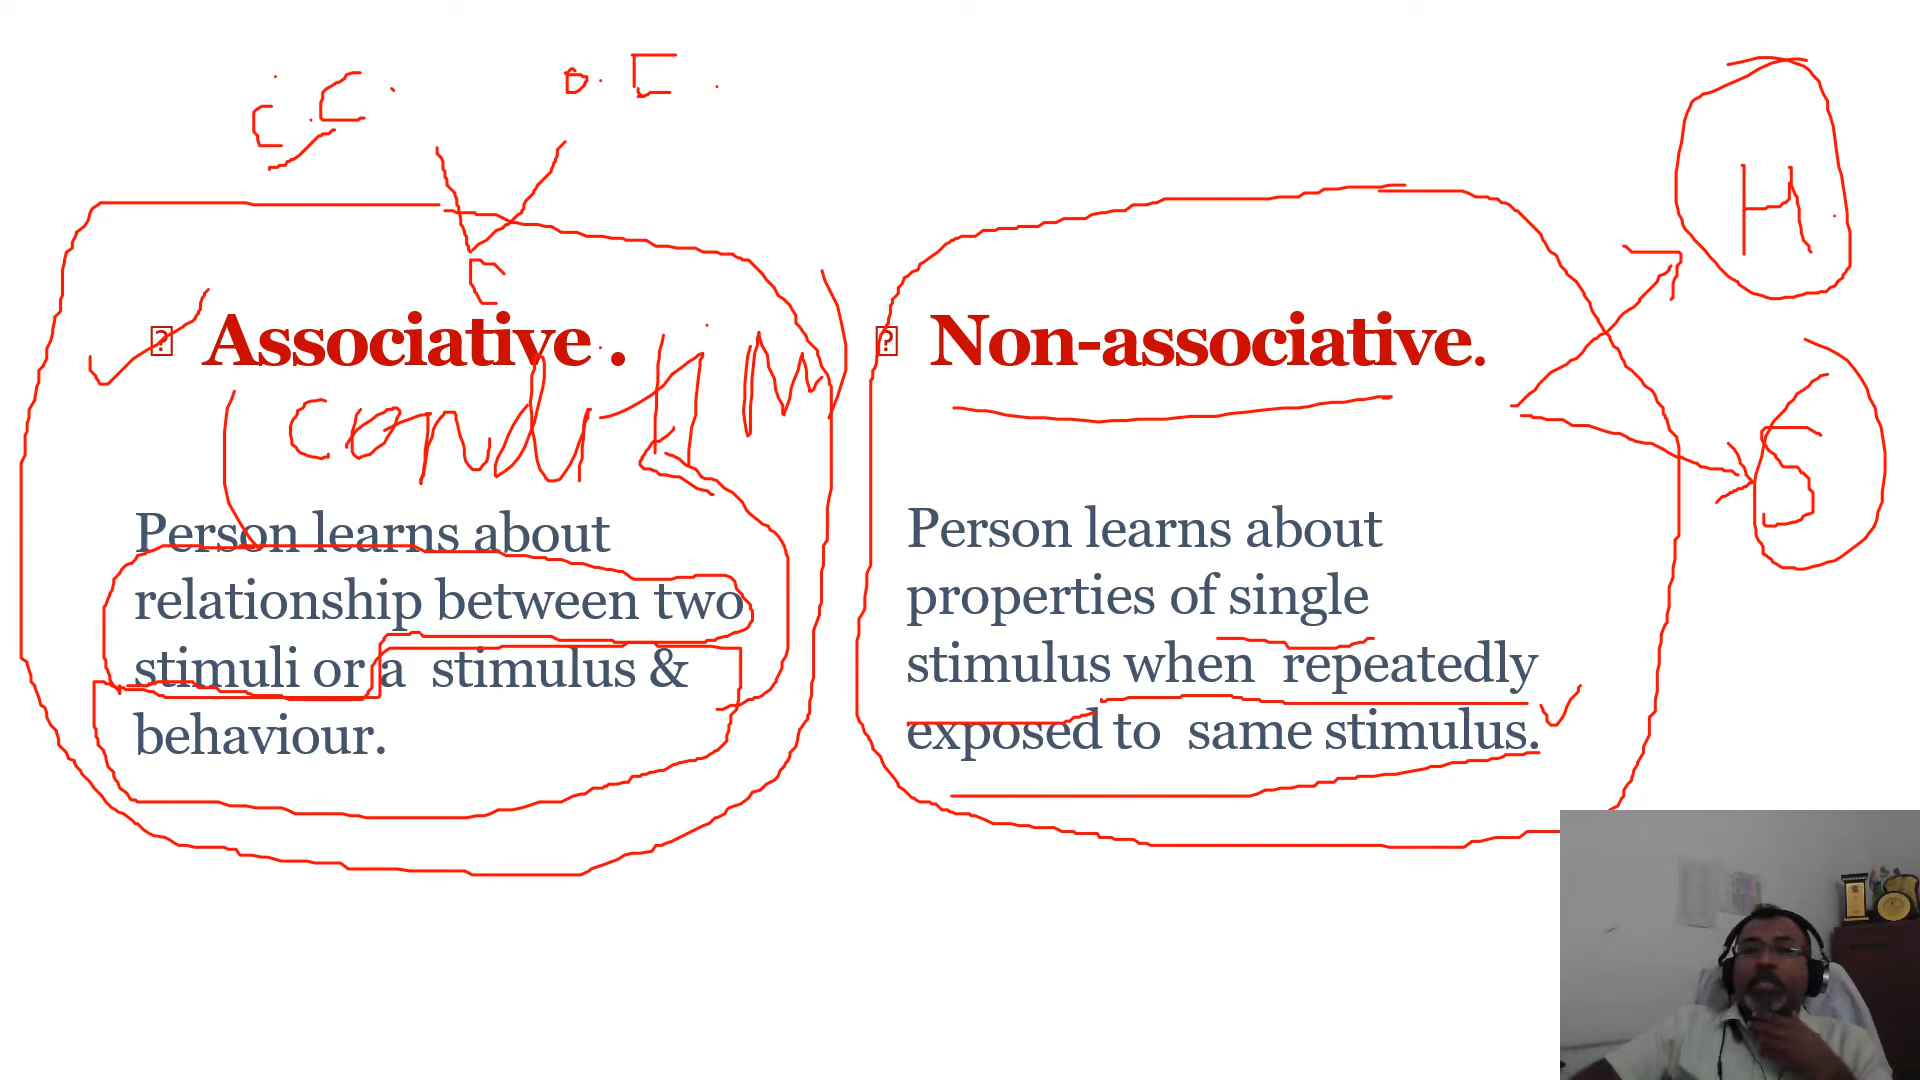 C.C.
O.C.
C
H
Associative .
Non-associative.
S
Person learns about
relationship between two
stimuli or a stimulus &
behaviour.
Person learns about
properties of single
stimulus when repeatedly
exposed to same stimulus.